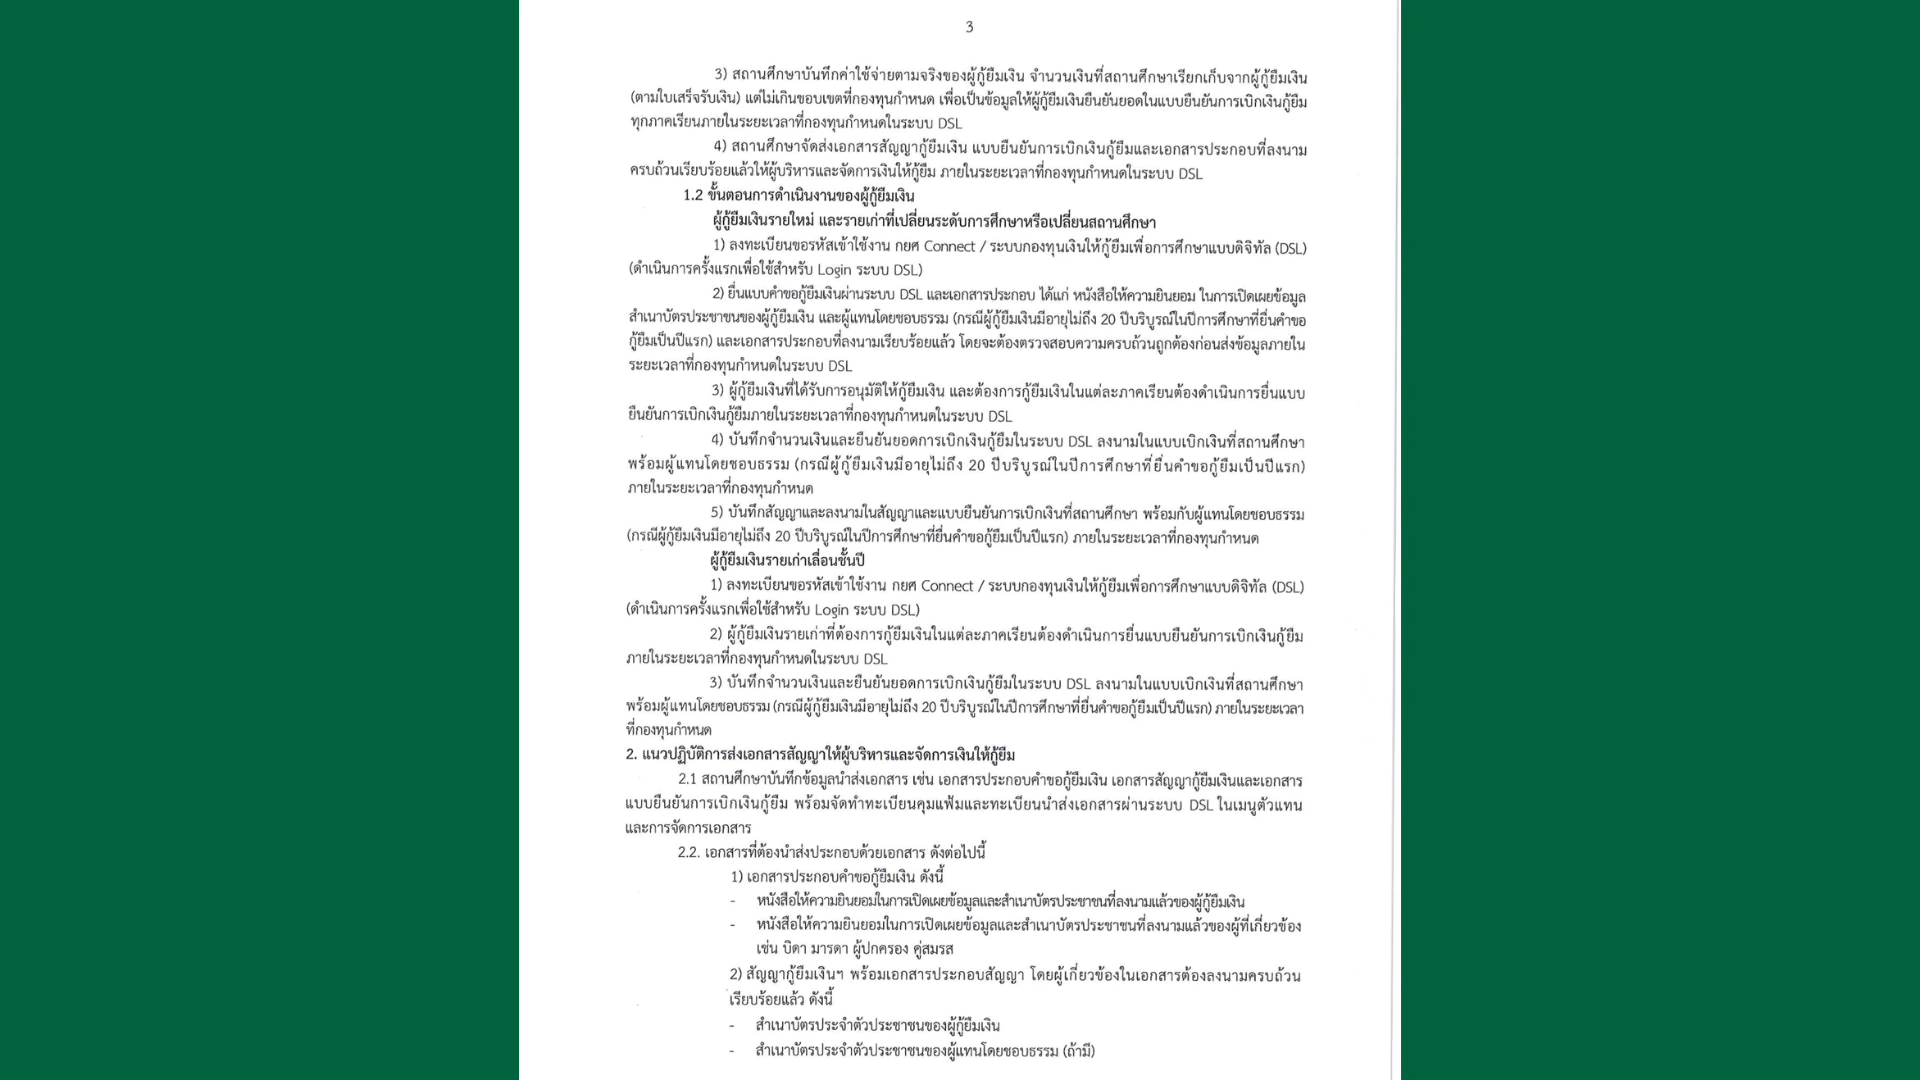 3
3) สถานศึกษาบันทึกค่าใช้จ่ายตามจริงของผู้กู้ยืมเงิน จำนวนเงินที่สถานศึกษาเรียกเก็บจากผู้กู้ยืมเงิน
(ตามใบเสร็จรับเงิน) แต่ไม่เกินขอบเขตที่กองทุนกำหนด เพื่อเป็นข้อมูลให้ผู้กู้ยืมเงินยืนยันยอดในแบบยืนยันการเบิกเงินกู้ยืม
ทุกภาคเรียนภายในระยะเวลาที่กองทุนกำหนดในระบบ DSL
4) สถานศึกษาจัดส่งเอกสารสัญญากู้ยืมเงิน แบบยืนยันการเบิกเงินกู้ยืมและเอกสารประกอบที่ลงนาม
ครบถ้วนเรียบร้อยแล้วให้ผู้บริหารและจัดการเงินให้กู้ยืม ภายในระยะเวลาที่กองทุนกำหนดในระบบ DSL
1.2 ขั้นตอนการดำเนินงานของผู้กู้ยืมเงิน
ผู้กู้ยืมเงินรายใหม่ และรายเก่าที่เปลี่ยนระดับการศึกษาหรือเปลี่ยนสถานศึกษา
1) ลงทะเบียนขอรหัสเข้าใช้งาน กยศ Connect / ระบบกองทุนเงินให้กู้ยืมเพื่อการศึกษาแบบดิจิทัล (DSL)
(ดำเนินการครั้งแรกเพื่อใช้สำหรับ Login ระบบ DSL)
2) ยื่นแบบคำขอกู้ยืมเงินผ่านระบบ DSL และเอกสารประกอบ ได้แก่ หนังสือให้ความยินยอม ในการเปิดเผยข้อมูล
สำเนาบัตรประชาชนของผู้กู้ยืมเงิน และผู้แทนโดยชอบธรรม (กรณีผู้กู้ยืมเงินมีอายุไม่ถึง 20 ปีบริบูรณ์ในปีการศึกษาที่ยื่นคำขอ
กู้ยืมเป็นปีแรก) และเอกสารประกอบที่ลงนามเรียบร้อยแล้ว โดยจะต้องตรวจสอบความครบถ้วนถูกต้องก่อนส่งข้อมูลภายใน
ระยะเวลาที่กองทุนกำหนดในระบบ DSL
3) ผู้กู้ยืมเงินที่ได้รับการอนุมัติให้กู้ยืมเงิน และต้องการกู้ยืมเงินในแต่ละภาคเรียนต้องดำเนินการยื่นแบบ
ยืนยันการเบิกเงินกู้ยืมภายในระยะเวลาที่กองทุนกำหนดในระบบ DSL
4) บันทึกจำนวนเงินและยืนยันยอดการเบิกเงินกู้ยืมในระบบ DSL ลงนามในแบบเบิกเงินที่สถานศึกษา
พร้อมผู้แทนโดยชอบธรรม (กรณีผู้กู้ยืมเงินมีอายุไม่ถึง 20 ปีบริบูรณ์ในปีการศึกษาที่ยื่นคำขอกู้ยืมเป็นปีแรก)
ภายในระยะเวลาที่กองทุนกำหนด
5) บันทึกสัญญาและลงนามในสัญญาและแบบยืนยันการเบิกเงินที่สถานศึกษา พร้อมกับผู้แทนโดยชอบธรรม
(กรณีผู้กู้ยืมเงินมีอายุไม่ถึง 20 ปีบริบูรณ์ในปีการศึกษาที่ยื่นคำขอกู้ยืมเป็นปีแรก) ภายในระยะเวลาที่กองทุนกำหนด
ผู้กู้ยืมเงินรายเก่าเลื่อนชั้นปี
1) ลงทะเบียนขอรหัสเข้าใช้งาน กยศ Connect / ระบบกองทุนเงินให้กู้ยืมเพื่อการศึกษาแบบดิจิทัล (DSL)
(ดำเนินการครั้งแรกเพื่อใช้สำหรับ Login ระบบ DSL)
2) ผู้กู้ยืมเงินรายเก่าที่ต้องการกู้ยืมเงินในแต่ละภาคเรียนต้องดำเนินการยื่นแบบยืนยันการเบิกเงินกู้ยืม
ภายในระยะเวลาที่กองทุนกำหนดในระบบ DSL
3) บันทึกจำนวนเงินและยืนยันยอดการเบิกเงินกู้ยืมในระบบ DSL ลงนามในแบบเบิกเงินที่สถานศึกษา
พร้อมผู้แทนโดยชอบธรรม (กรณีผู้กู้ยืมเงินมีอายุไม่ถึง 20 ปีบริบูรณ์ในปีการศึกษาที่ยื่นคำขอกู้ยืมเป็นปีแรก) ภายในระยะเวลา
ที่กองทุนกำหนด
2. แนวปฏิบัติการส่งเอกสารสัญญาให้ผู้บริหารและจัดการเงินให้กู้ยืม
2.1 สถานศึกษาบันทึกข้อมูลนำส่งเอกสาร เช่น เอกสารประกอบคำขอกู้ยืมเงิน เอกสารสัญญากู้ยืมเงินและเอกสาร
แบบยืนยันการเบิกเงินกู้ยืม พร้อมจัดทำทะเบียนคุมแฟ้มและทะเบียนนำส่งเอกสารผ่านระบบ DSL ในเมนูตัวแทน
และการจัดการเอกสาร
2.2. เอกสารที่ต้องนำส่งประกอบด้วยเอกสาร ดังต่อไปนี้
1) เอกสารประกอบคำขอกู้ยืมเงิน ดังนี้
- หนังสือให้ความยินยอมในการเปิดเผยข้อมูลและสำเนาบัตรประชาชนที่ลงนามแล้วของผู้กู้ยืมเงิน
- หนังสือให้ความยินยอมในการเปิดเผยข้อมูลและสำเนาบัตรประชาชนที่ลงนามแล้วของผู้ที่เกี่ยวข้อง
เช่น บิดา มารดา ผู้ปกครอง คู่สมรส
2) สัญญากู้ยืมเงินฯ พร้อมเอกสารประกอบสัญญา โดยผู้เกี่ยวข้องในเอกสารต้องลงนามครบถ้วน
เรียบร้อยแล้ว ดังนี้
- สำเนาบัตรประจำตัวประชาชนของผู้กู้ยืมเงิน
- สำเนาบัตรประจำตัวประชาชนของผู้แทนโดยชอบธรรม (ถ้ามี)